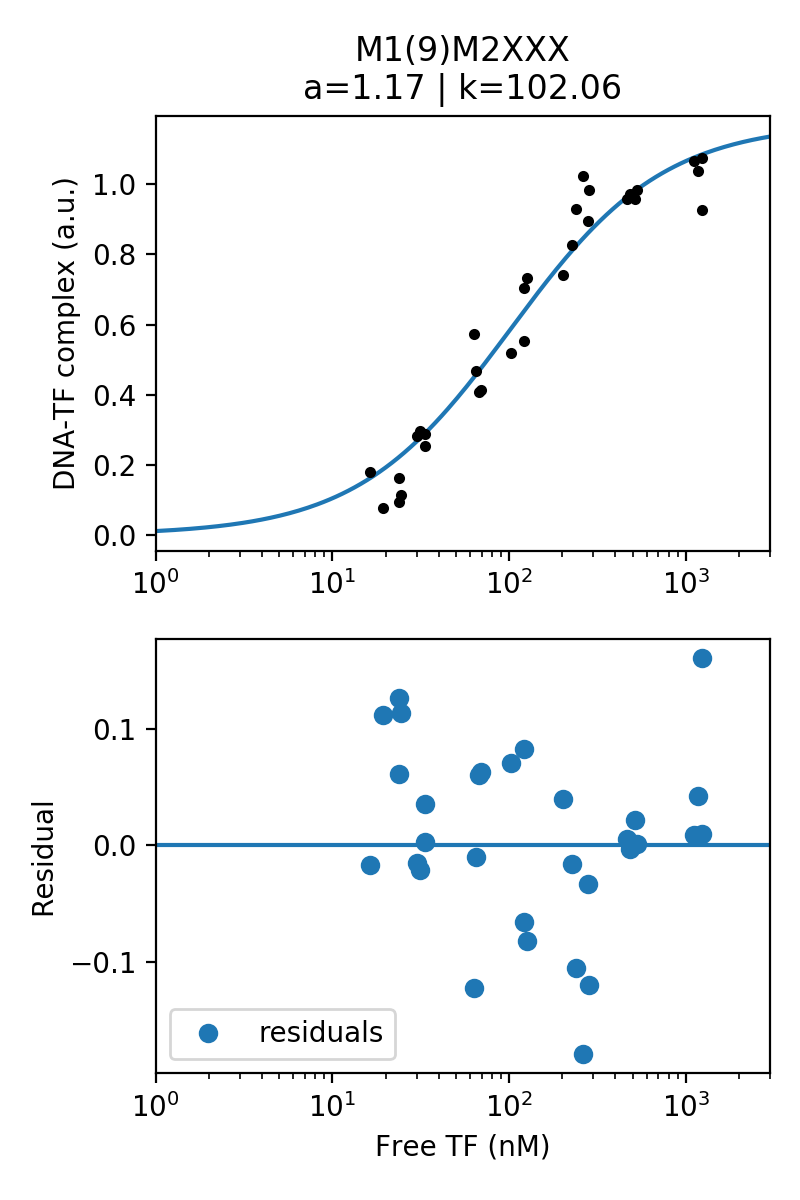 M1(9)M2XXX
a=1.17 | k=102.06
DNA-TF complex (a.u.)
1.0
0.8
0.6
0.4
0.2
0.0
10⁰ 10¹ 10² 10³
Residual
0.1
0.0
−0.1
residuals
10⁰ 10¹ 10² 10³
Free TF (nM)